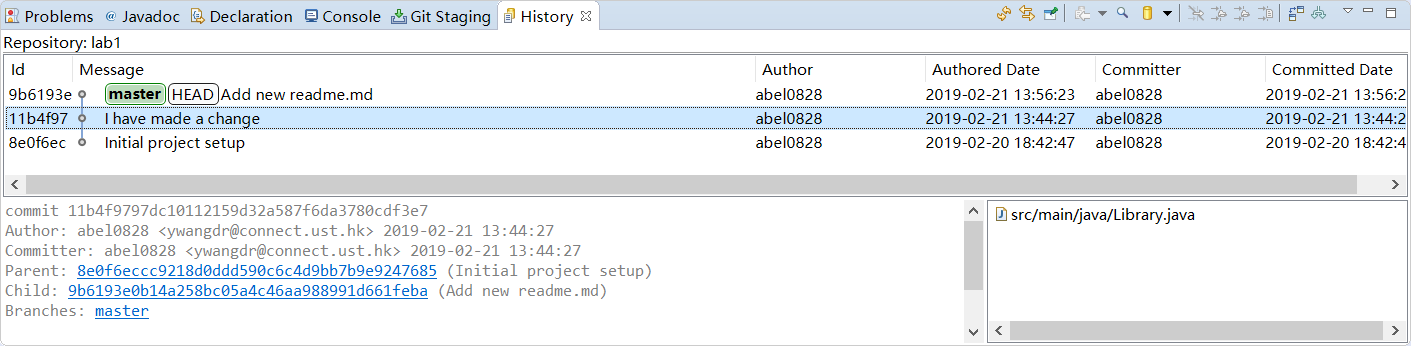 Problems @ Javadoc Declaration Console Git Staging History
Repository: lab1
Id Message Author Authored Date Committer Committed Date
9b6193e master HEAD Add new readme.md abel0828 2019-02-21 13:56:23 abel0828 2019-02-21 13:56:2
11b4f97 I have made a change abel0828 2019-02-21 13:44:27 abel0828 2019-02-21 13:44:2
8e0f6ec Initial project setup abel0828 2019-02-20 18:42:47 abel0828 2019-02-20 18:42:4
commit 11b4f9797dc10112159d32a587f6da3780cdf3e7
Author: abel0828 <ywangdr@connect.ust.hk> 2019-02-21 13:44:27
Committer: abel0828 <ywangdr@connect.ust.hk> 2019-02-21 13:44:27
Parent: 8e0f6eccc9218d0ddd590c6c4d9bb7b9e9247685 (Initial project setup)
Child: 9b6193e0b14a258bc05a4c46aa988991d661feba (Add new readme.md)
Branches: master
src/main/java/Library.java